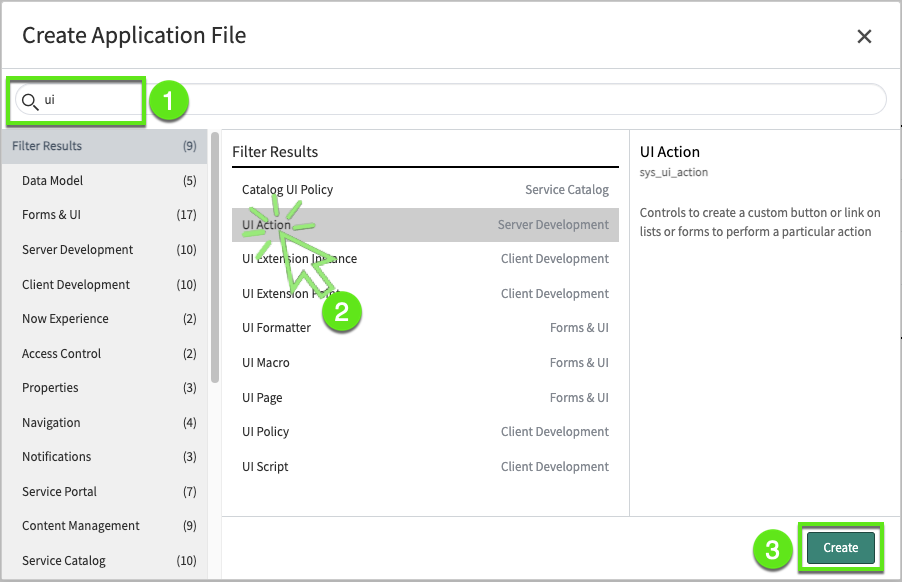 Create Application File
ui
1
Filter Results (9)
Data Model (5)
Forms & UI (17)
Server Development (10)
Client Development (10)
Now Experience (2)
Access Control (2)
Properties (3)
Navigation (4)
Notifications (3)
Service Portal (7)
Content Management (9)
Service Catalog (10)
Filter Results
Catalog UI Policy Service Catalog
UI Action Server Development
UI Extension Instance Client Development
UI Extension Point Client Development
2
UI Formatter Forms & UI
UI Macro Forms & UI
UI Page Forms & UI
UI Policy Client Development
UI Script Client Development
UI Action
sys_ui_action
Controls to create a custom button or link on
lists or forms to perform a particular action
3
Create